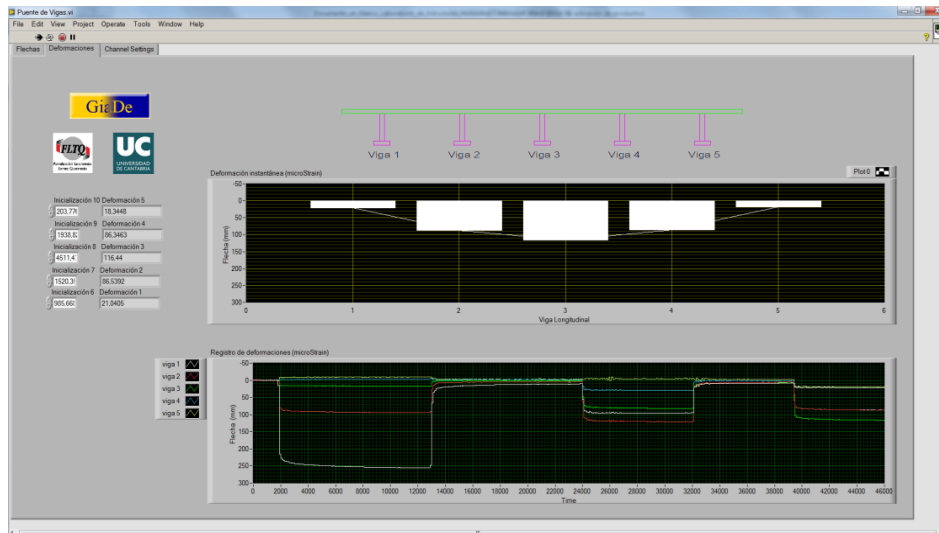 Puente de Vigas.vi
File Edit View Project Operate Tools Window Help
Flechas Deformaciones Channel Settings
GiaDe
FLTQ
UC
UNIVERSIDAD
DE CANTABRIA
Viga 1 Viga 2 Viga 3 Viga 4 Viga 5
Deformación instantánea (microStrain)
Plot 0
Inicialización 10 Deformación 5
203,77 18,3448
Inicialización 9 Deformación 4
1938,8 86,3463
Inicialización 8 Deformación 3
4511,4 116,44
Inicialización 7 Deformación 2
1520,3 86,5392
Inicialización 6 Deformación 1
985,66 21,0405
Flecha (mm)
-50
0
50
100
150
200
250
300
0 1 2 3 4 5 6
Viga Longitudinal
Registro de deformaciones (microStrain)
viga 1
viga 2
viga 3
viga 4
viga 5
Flecha (mm)
-50
0
50
100
150
200
250
300
0 2000 4000 6000 8000 10000 12000 14000 16000 18000 20000 22000 24000 26000 28000 30000 32000 34000 36000 38000 40000 42000 44000 46000
Time